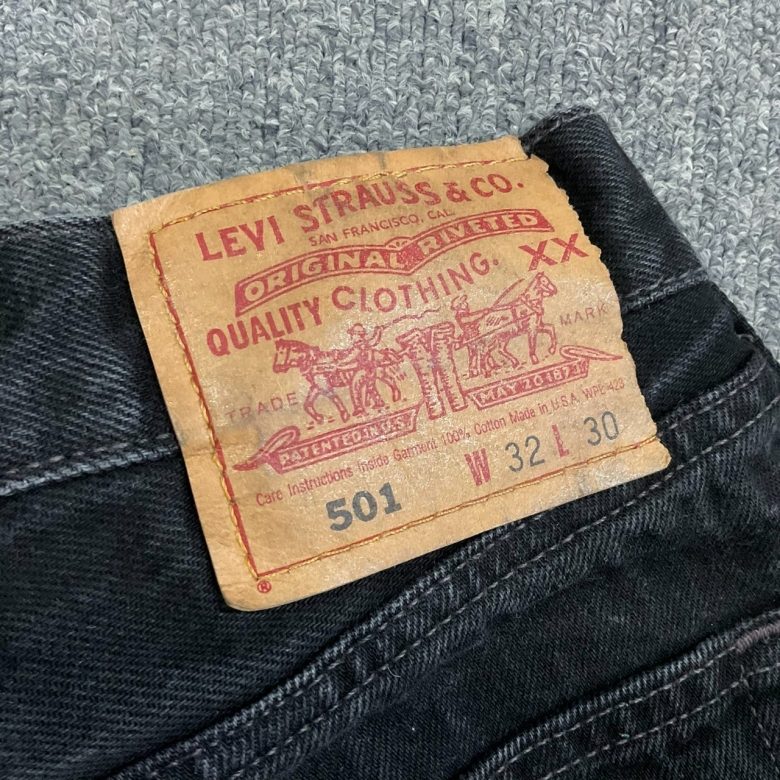 LEVI STRAUSS & CO.
SAN FRANCISCO, CAL.
ORIGINAL RIVETED
QUALITY CLOTHING. XX
TRADE MARK
PATENTED IN U.S. MAY 20 1873
Care Instructions Inside Garment 100% Cotton Made in U.S.A. WPL 423
501 W 32 L 30
®